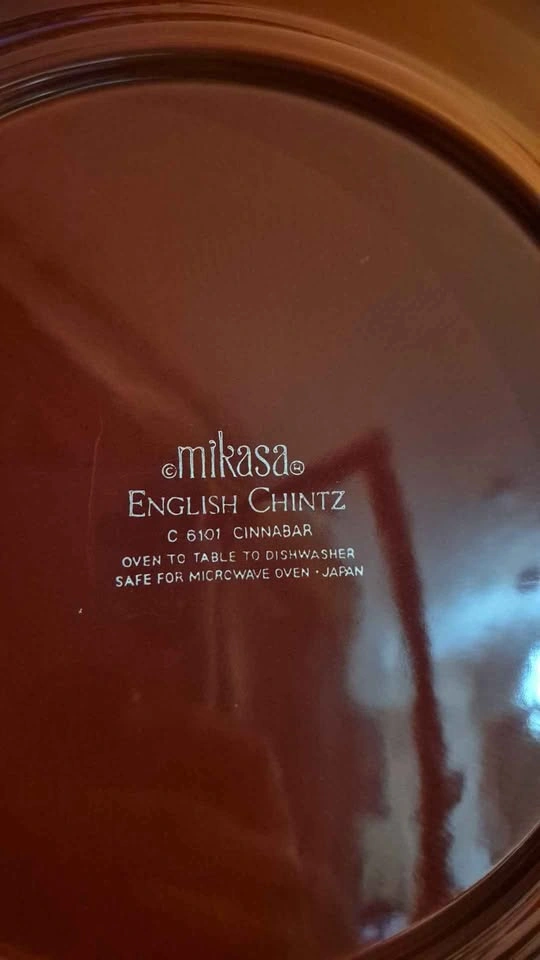 ©mikasa®
ENGLISH CHINTZ
C 6101 CINNABAR
OVEN TO TABLE TO DISHWASHER
SAFE FOR MICROWAVE OVEN · JAPAN